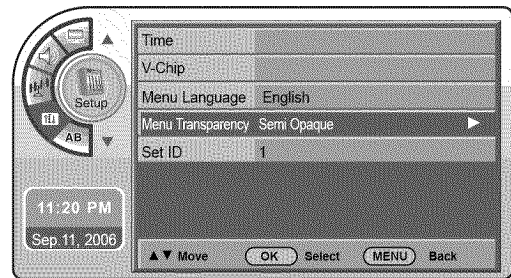 Setup
AB
11:20 PM
Sep.11, 2006
Time
V-Chip
Menu Language English
Menu Transparency Semi Opaque
Set ID 1
▲▼ Move OK Select MENU Back